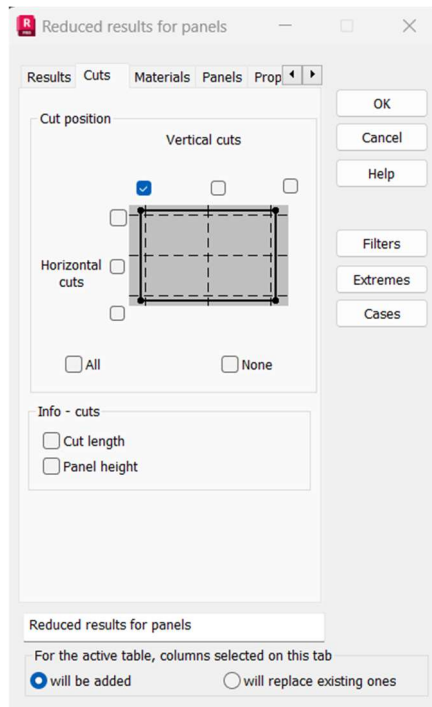 Reduced results for panels
Results Cuts Materials Panels Prop
OK
Cut position
Cancel
Vertical cuts
Help
Filters
Horizontal
cuts
Extremes
Cases
All None
Info - cuts
Cut length
Panel height
Reduced results for panels
For the active table, columns selected on this tab
will be added will replace existing ones